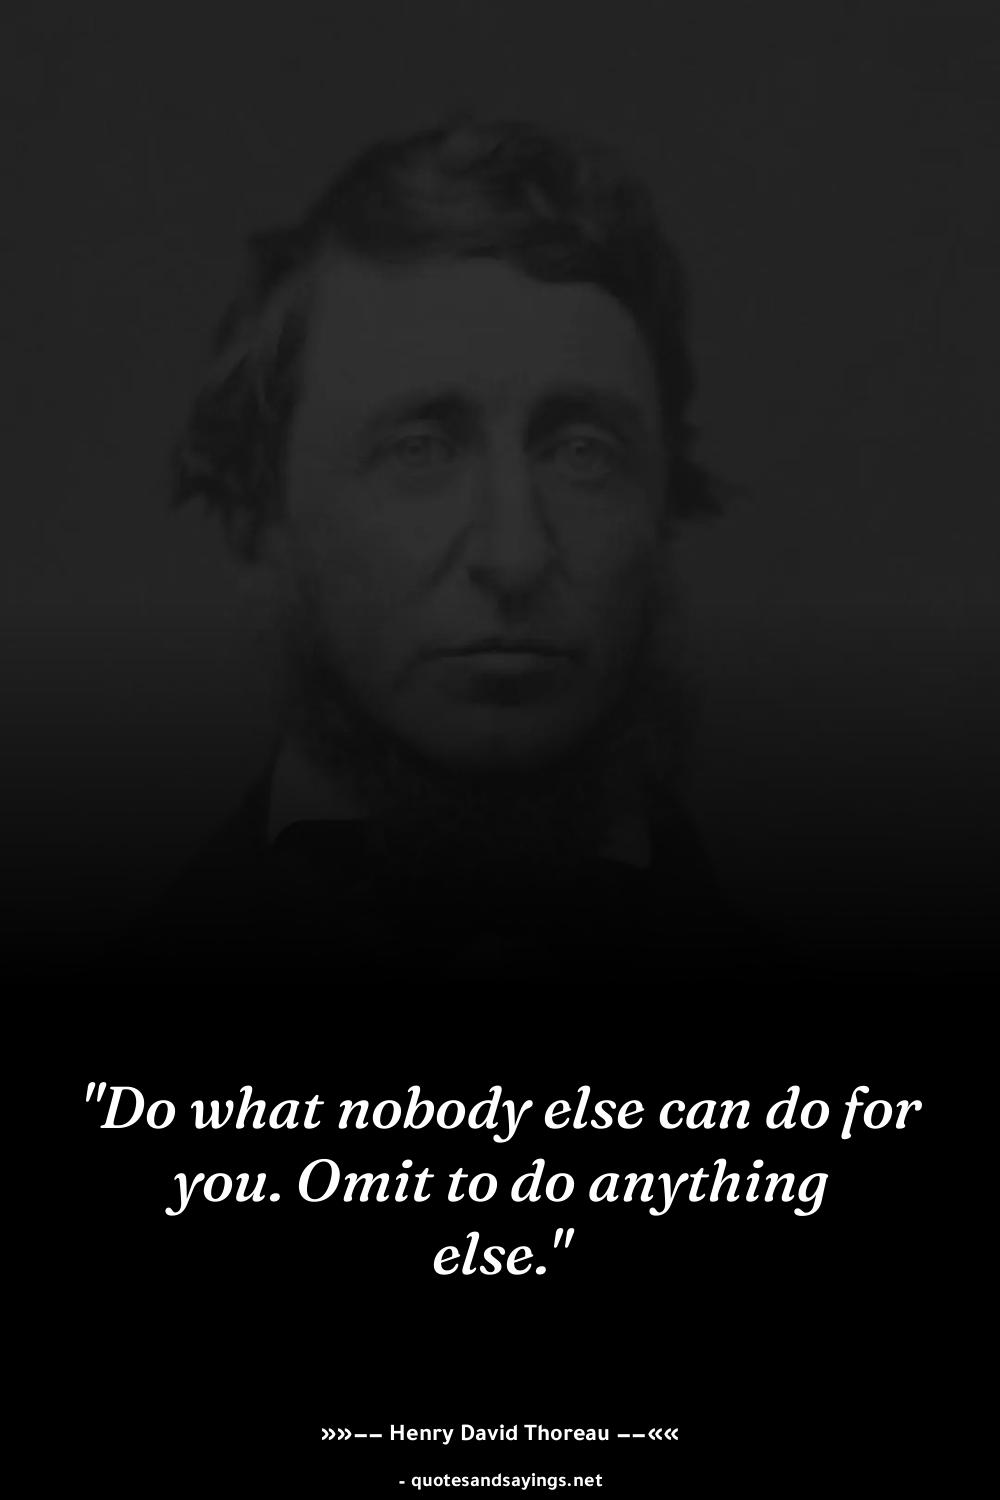 "Do what nobody else can do for
you. Omit to do anything
else."
»»−− Henry David Thoreau −−««
- quotesandsayings.net